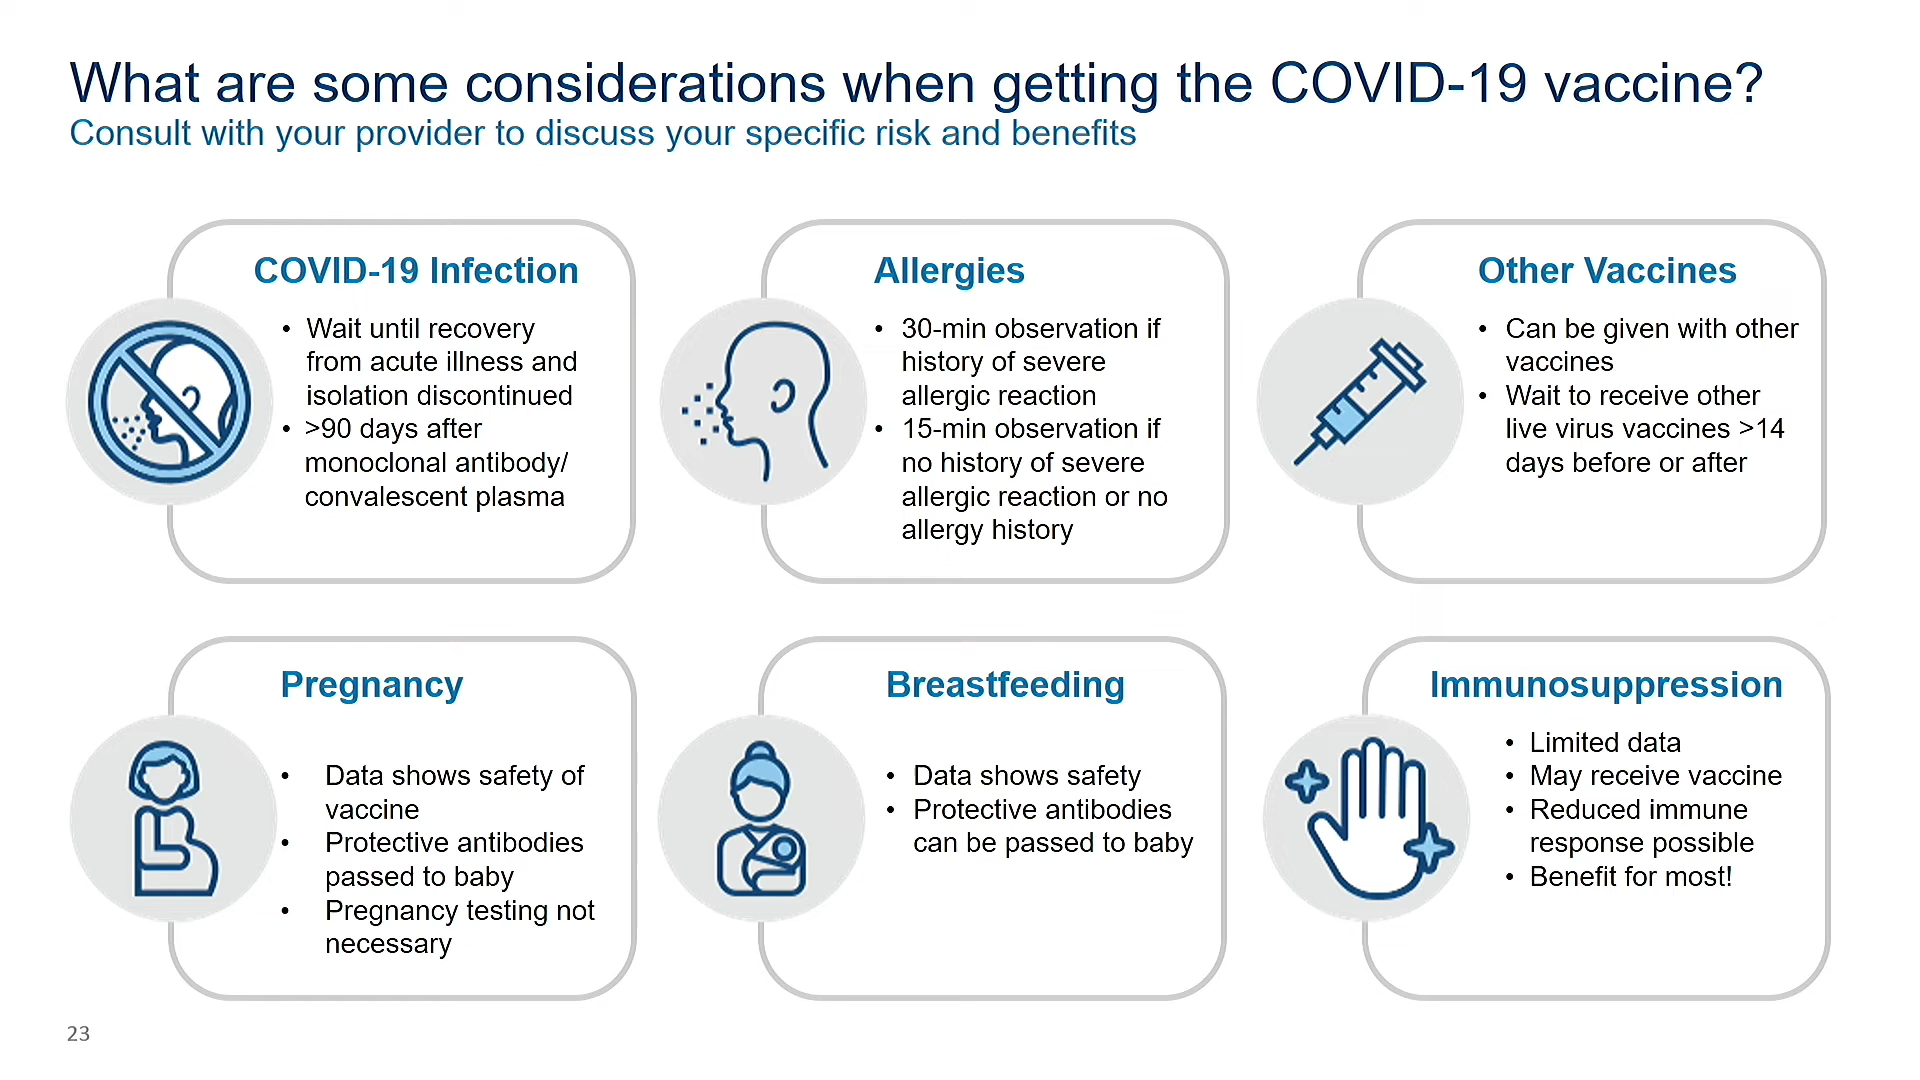 What are some considerations when getting the COVID-19 vaccine?
Consult with your provider to discuss your specific risk and benefits
COVID-19 Infection
• Wait until recovery
from acute illness and
isolation discontinued
• >90 days after
monoclonal antibody/
convalescent plasma
Allergies
• 30-min observation if
history of severe
allergic reaction
• 15-min observation if
no history of severe
allergic reaction or no
allergy history
Other Vaccines
• Can be given with other
vaccines
• Wait to receive other
live virus vaccines >14
days before or after
Pregnancy
• Data shows safety of
vaccine
• Protective antibodies
passed to baby
• Pregnancy testing not
necessary
Breastfeeding
• Data shows safety
• Protective antibodies
can be passed to baby
Immunosuppression
• Limited data
• May receive vaccine
• Reduced immune
response possible
• Benefit for most!
23